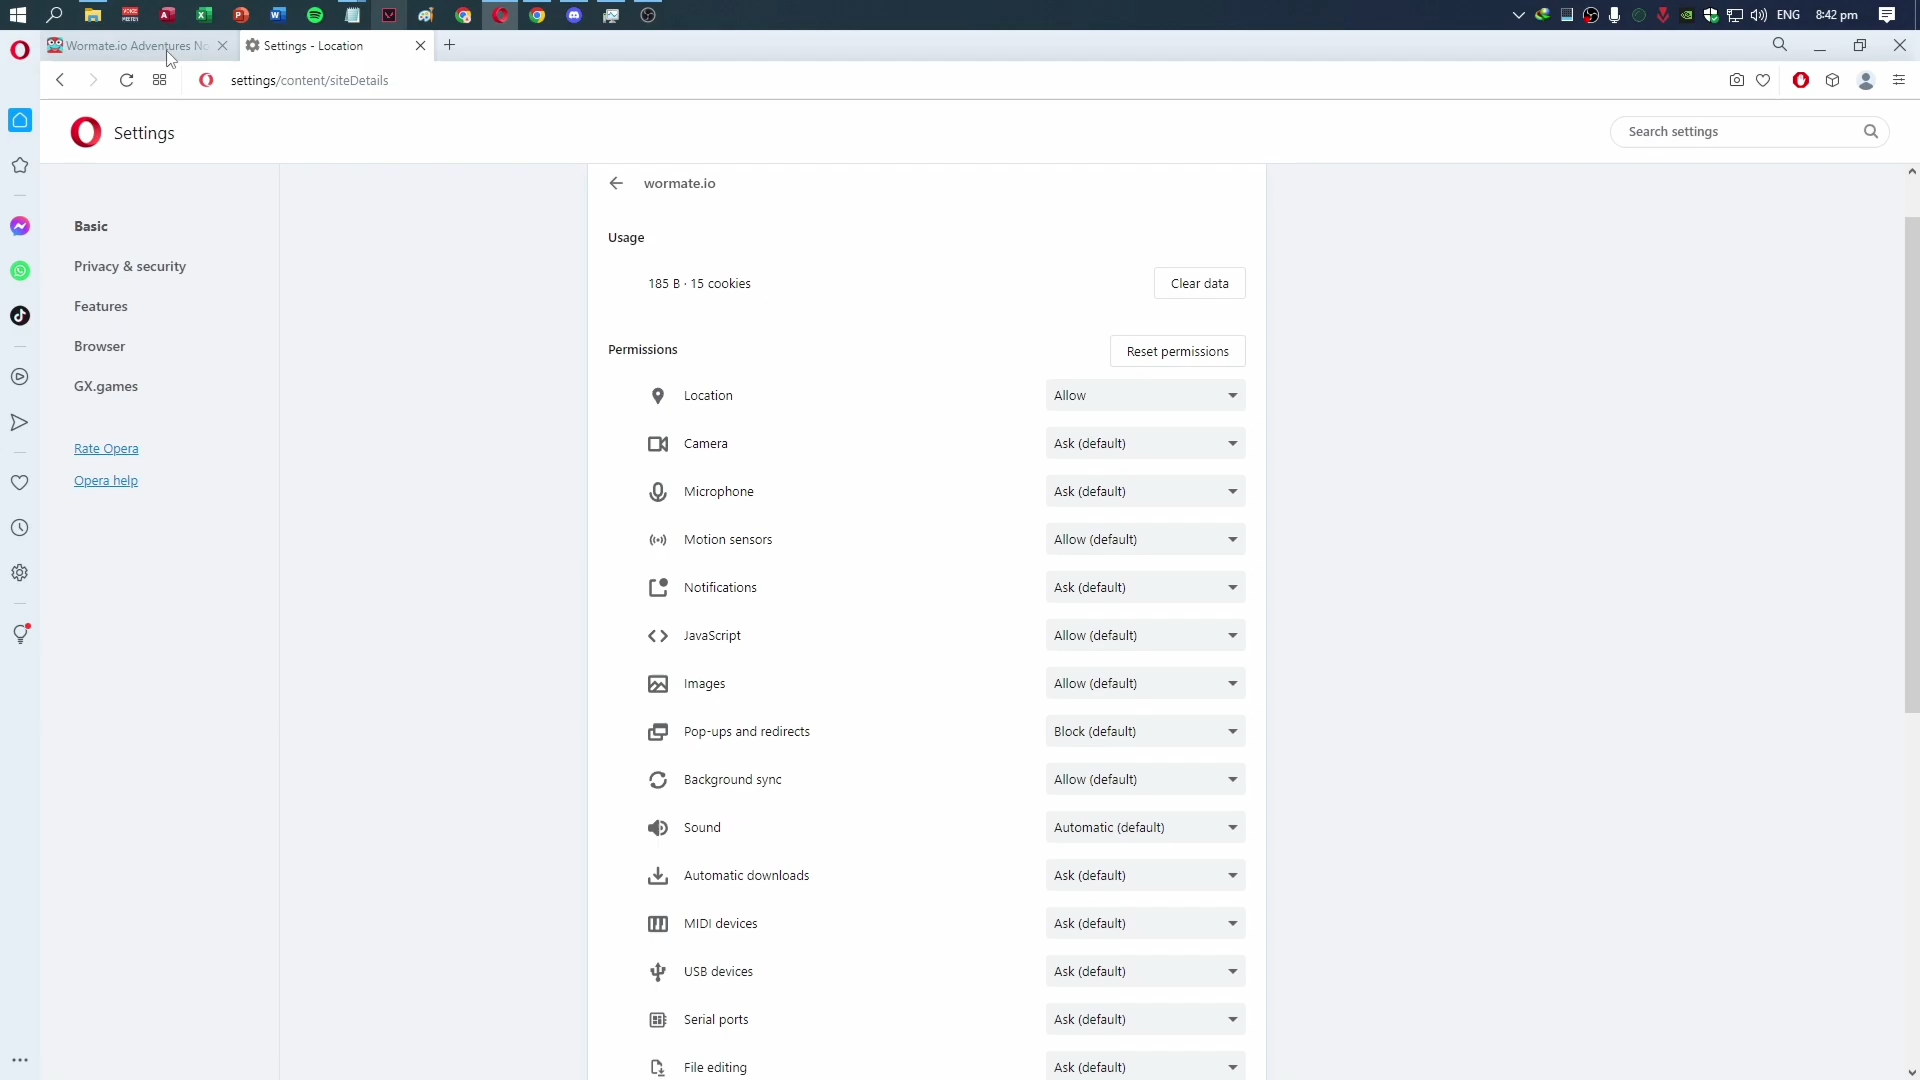 ENG 8:42 pm
Wormate.io Adventures No
Settings - Location
settings/content/siteDetails
Settings
Search settings
wormate.io
Basic
Privacy & security
Features
Browser
GX.games
Rate Opera
Opera help
Usage
185 B · 15 cookies
Clear data
Permissions
Reset permissions
Location Allow
Camera Ask (default)
Microphone Ask (default)
Motion sensors Allow (default)
Notifications Ask (default)
JavaScript Allow (default)
Images Allow (default)
Pop-ups and redirects Block (default)
Background sync Allow (default)
Sound Automatic (default)
Automatic downloads Ask (default)
MIDI devices Ask (default)
USB devices Ask (default)
Serial ports Ask (default)
File editing Ask (default)